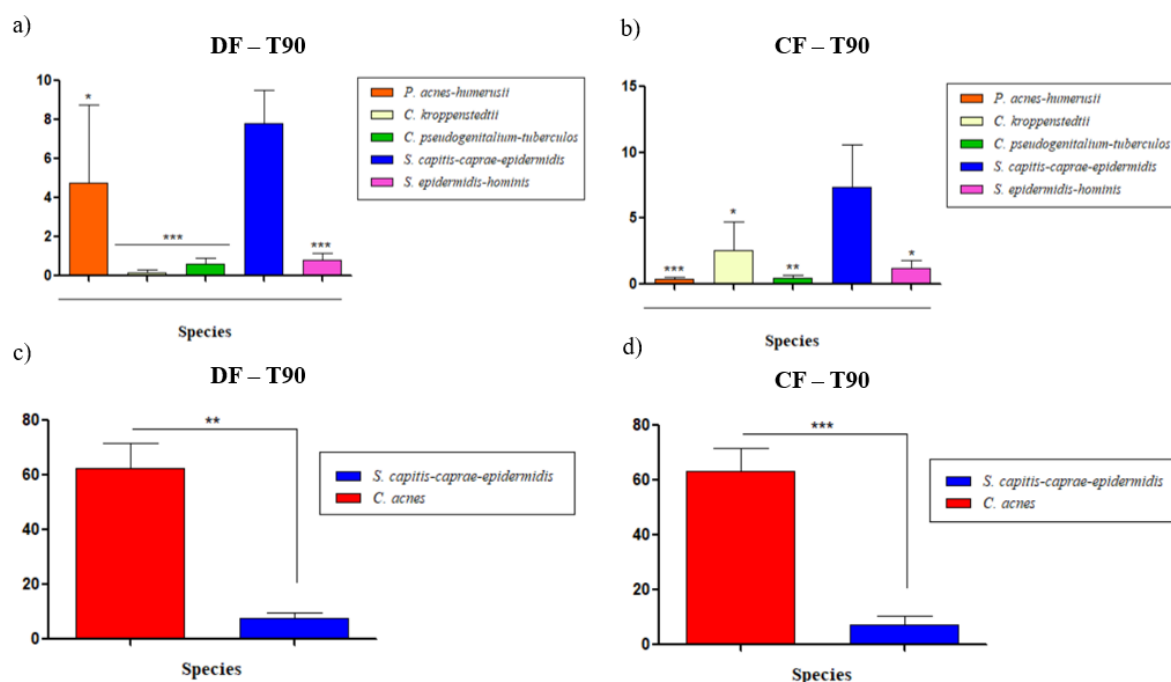 a)
DF – T90
10
8
6
4
2
0
*
***
***
Species
P. acnes-humerusii
C. kroppenstedtii
C. pseudogenitalium-tuberculos
S. capitis-caprae-epidermidis
S. epidermidis-hominis
b)
CF – T90
15
10
5
0
***
*
**
*
Species
P. acnes-humerusii
C. kroppenstedtii
C. pseudogenitalium-tuberculos
S. capitis-caprae-epidermidis
S. epidermidis-hominis
c)
DF – T90
80
60
40
20
0
**
Species
S. capitis-caprae-epidermidis
C. acnes
d)
CF – T90
80
60
40
20
0
***
Species
S. capitis-caprae-epidermidis
C. acnes